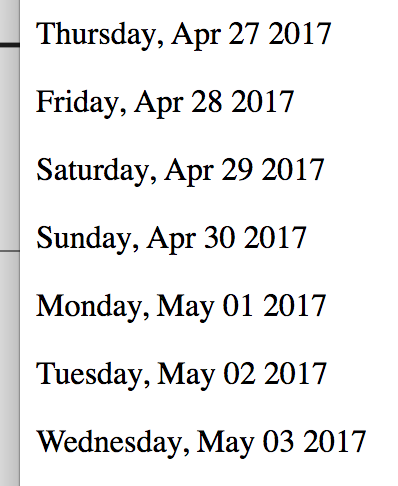 Thursday, Apr 27 2017
Friday, Apr 28 2017
Saturday, Apr 29 2017
Sunday, Apr 30 2017
Monday, May 01 2017
Tuesday, May 02 2017
Wednesday, May 03 2017